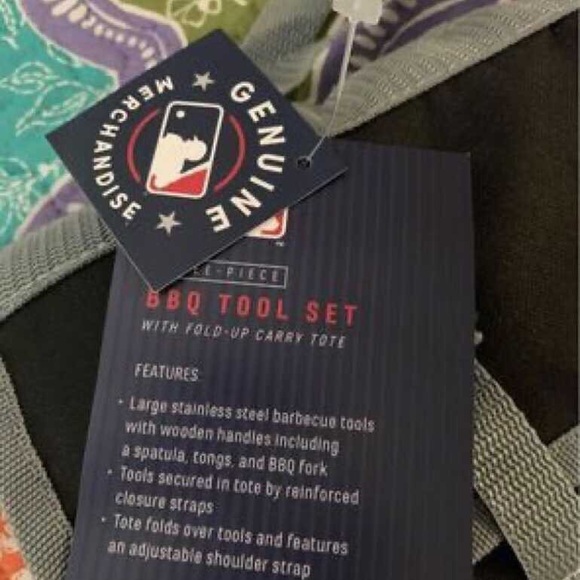 GENUINE
MERCHANDISE
EE-PIECE
BBQ TOOL SET
WITH FOLD-UP CARRY TOTE
FEATURES:
• Large stainless steel barbecue tools
with wooden handles including
a spatula, tongs, and BBQ fork
• Tools secured in tote by reinforced
closure straps
• Tote folds over tools and features
an adjustable shoulder strap